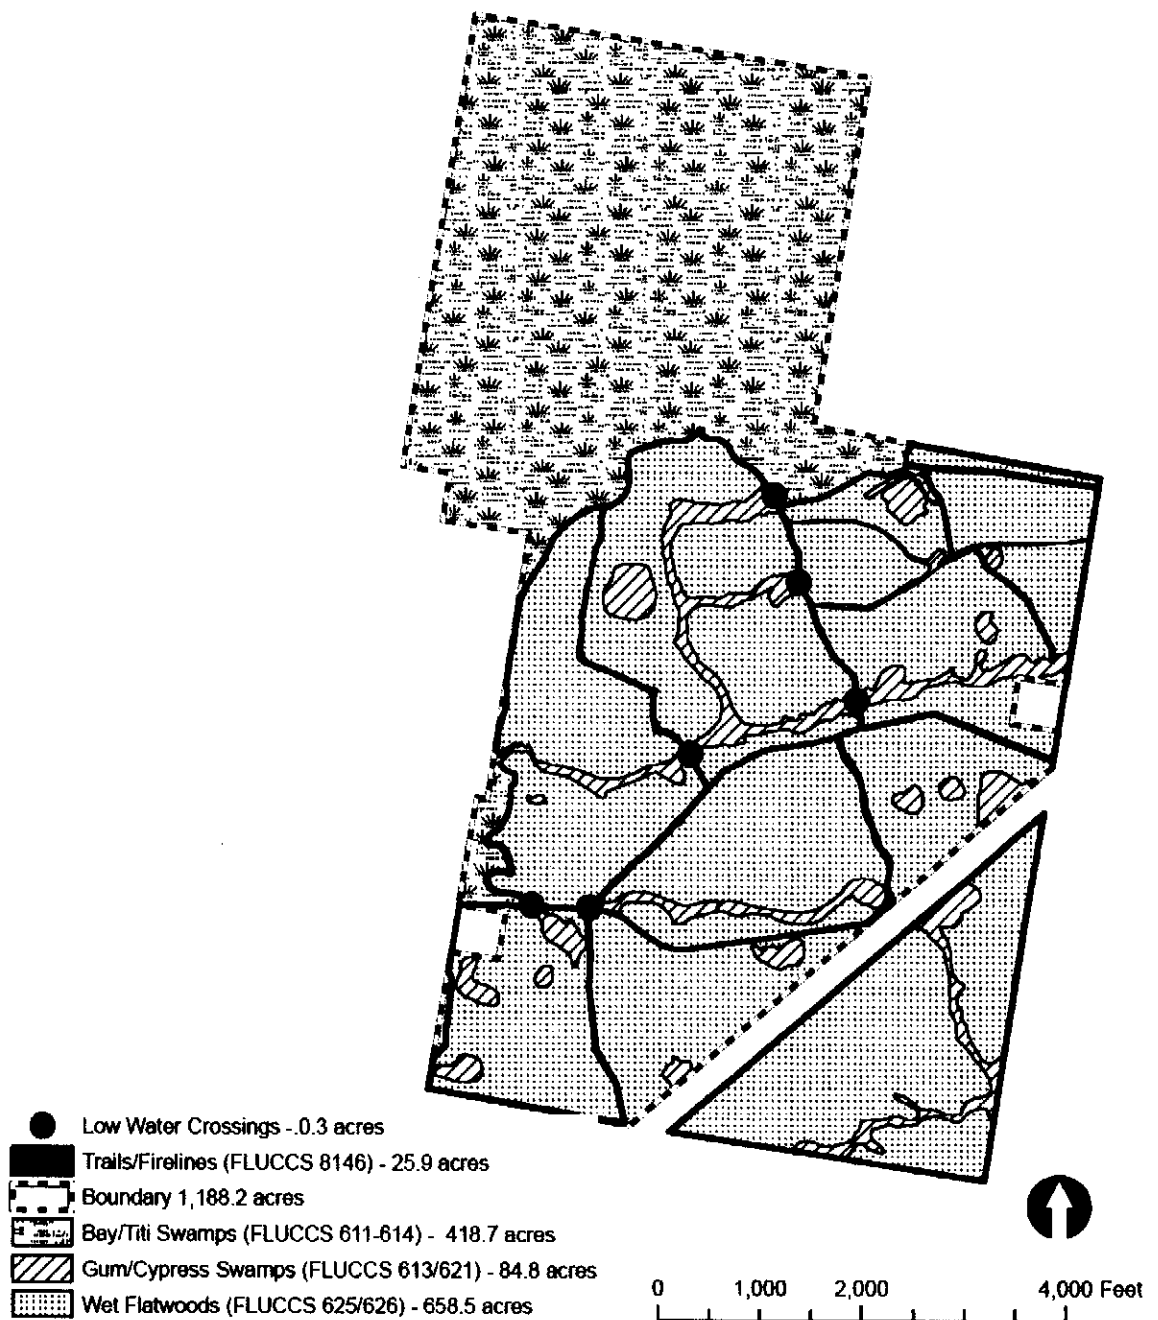 Low Water Crossings -.0.3 acres
Trails/Firelines (FLUCCS 8146) - 25.9 acres
Boundary 1,188.2 acres
Bay/Titi Swamps (FLUCCS 611-614) - 418.7 acres
Gum/Cypress Swamps (FLUCCS 613/621) - 84.8 acres
Wet Flatwoods (FLUCCS 625/626) - 658.5 acres
0 1,000 2,000 4,000 Feet